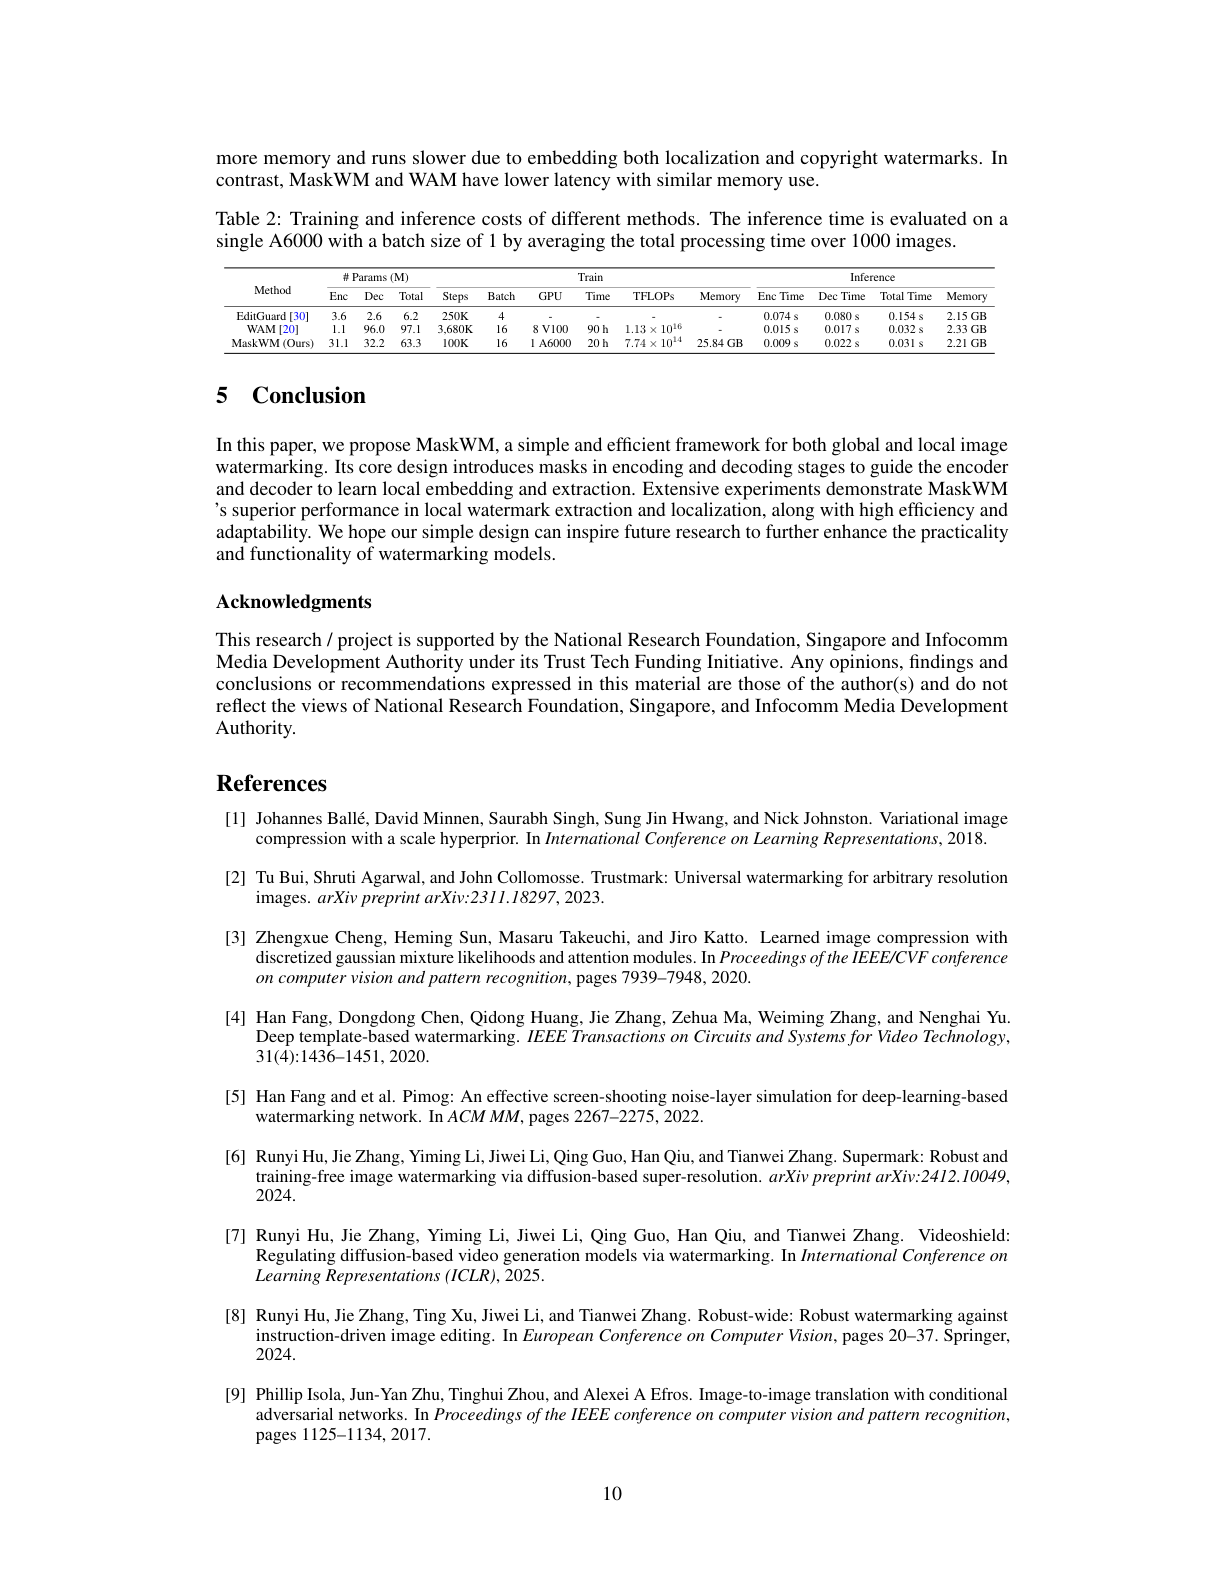 more memory and runs slower due to embedding both localization and copyright watermarks. In
contrast, MaskWM and WAM have lower latency with similar memory use.
Table 2: Training and inference costs of different methods. The inference time is evaluated on a
single A6000 with a batch size of 1 by averaging the total processing time over 1000 images.
Method # Params (M) Train Inference
Enc Dec Total Steps Batch GPU Time TFLOPs Memory Enc Time Dec Time Total Time Memory
EditGuard [30] 3.6 2.6 6.2 250K 4 - - - - 0.074 s 0.080 s 0.154 s 2.15 GB
WAM [20] 1.1 96.0 97.1 3,680K 16 8 V100 90 h 1.13 × 10^16 - 0.015 s 0.017 s 0.032 s 2.33 GB
MaskWM (Ours) 31.1 32.2 63.3 100K 16 1 A6000 20 h 7.74 × 10^14 25.84 GB 0.009 s 0.022 s 0.031 s 2.21 GB
5 Conclusion
In this paper, we propose MaskWM, a simple and efficient framework for both global and local image
watermarking. Its core design introduces masks in encoding and decoding stages to guide the encoder
and decoder to learn local embedding and extraction. Extensive experiments demonstrate MaskWM
's superior performance in local watermark extraction and localization, along with high efficiency and
adaptability. We hope our simple design can inspire future research to further enhance the practicality
and functionality of watermarking models.
Acknowledgments
This research / project is supported by the National Research Foundation, Singapore and Infocomm
Media Development Authority under its Trust Tech Funding Initiative. Any opinions, findings and
conclusions or recommendations expressed in this material are those of the author(s) and do not
reflect the views of National Research Foundation, Singapore, and Infocomm Media Development
Authority.
References
[1] Johannes Ballé, David Minnen, Saurabh Singh, Sung Jin Hwang, and Nick Johnston. Variational image
compression with a scale hyperprior. In International Conference on Learning Representations, 2018.
[2] Tu Bui, Shruti Agarwal, and John Collomosse. Trustmark: Universal watermarking for arbitrary resolution
images. arXiv preprint arXiv:2311.18297, 2023.
[3] Zhengxue Cheng, Heming Sun, Masaru Takeuchi, and Jiro Katto. Learned image compression with
discretized gaussian mixture likelihoods and attention modules. In Proceedings of the IEEE/CVF conference
on computer vision and pattern recognition, pages 7939–7948, 2020.
[4] Han Fang, Dongdong Chen, Qidong Huang, Jie Zhang, Zehua Ma, Weiming Zhang, and Nenghai Yu.
Deep template-based watermarking. IEEE Transactions on Circuits and Systems for Video Technology,
31(4):1436–1451, 2020.
[5] Han Fang and et al. Pimog: An effective screen-shooting noise-layer simulation for deep-learning-based
watermarking network. In ACM MM, pages 2267–2275, 2022.
[6] Runyi Hu, Jie Zhang, Yiming Li, Jiwei Li, Qing Guo, Han Qiu, and Tianwei Zhang. Supermark: Robust and
training-free image watermarking via diffusion-based super-resolution. arXiv preprint arXiv:2412.10049,
2024.
[7] Runyi Hu, Jie Zhang, Yiming Li, Jiwei Li, Qing Guo, Han Qiu, and Tianwei Zhang. Videoshield:
Regulating diffusion-based video generation models via watermarking. In International Conference on
Learning Representations (ICLR), 2025.
[8] Runyi Hu, Jie Zhang, Ting Xu, Jiwei Li, and Tianwei Zhang. Robust-wide: Robust watermarking against
instruction-driven image editing. In European Conference on Computer Vision, pages 20–37. Springer,
2024.
[9] Phillip Isola, Jun-Yan Zhu, Tinghui Zhou, and Alexei A Efros. Image-to-image translation with conditional
adversarial networks. In Proceedings of the IEEE conference on computer vision and pattern recognition,
pages 1125–1134, 2017.
10